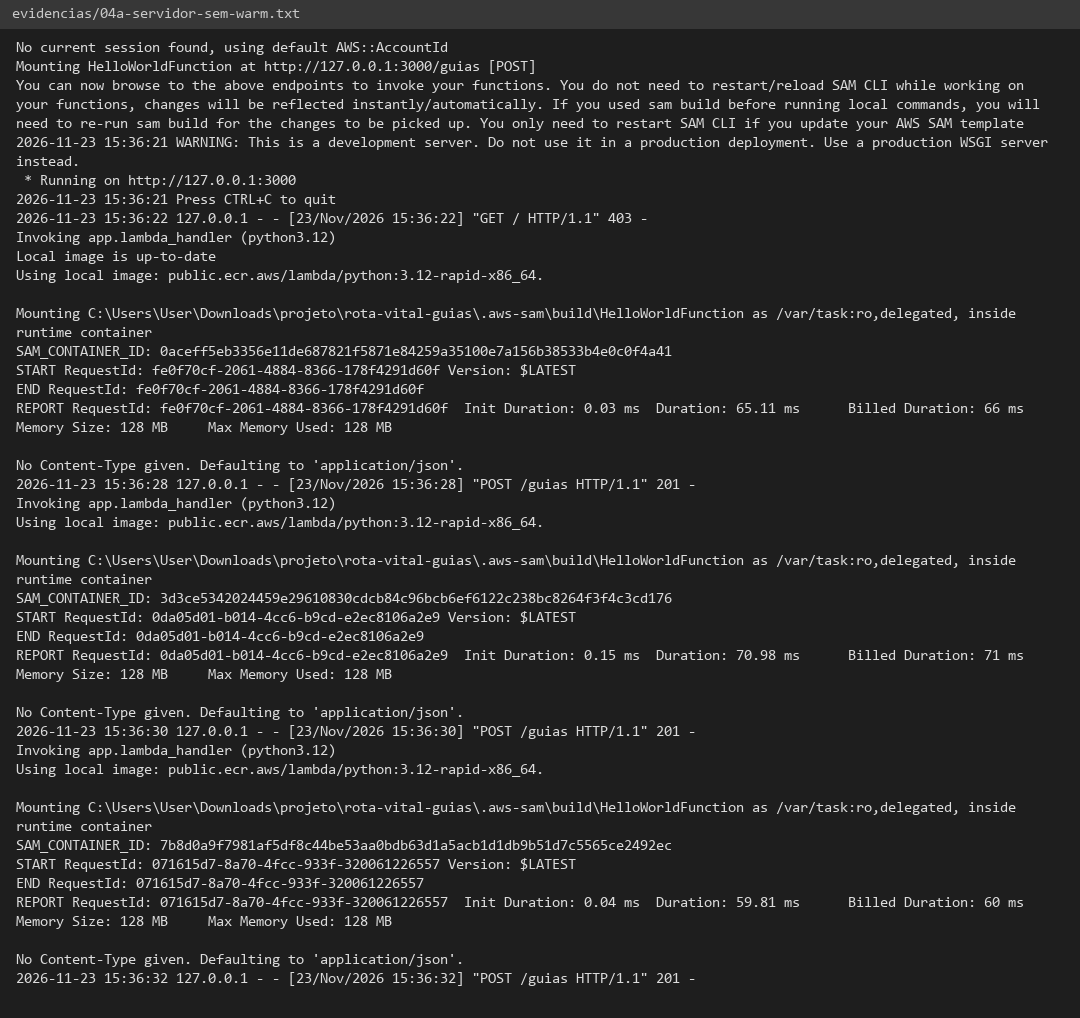 evidencias/04a-servidor-sem-warm.txt
No current session found, using default AWS::AccountId
Mounting HelloWorldFunction at http://127.0.0.1:3000/guias [POST]
You can now browse to the above endpoints to invoke your functions. You do not need to restart/reload SAM CLI while working on
your functions, changes will be reflected instantly/automatically. If you used sam build before running local commands, you will
need to re-run sam build for the changes to be picked up. You only need to restart SAM CLI if you update your AWS SAM template
2026-11-23 15:36:21 WARNING: This is a development server. Do not use it in a production deployment. Use a production WSGI server
instead.
 * Running on http://127.0.0.1:3000
2026-11-23 15:36:21 Press CTRL+C to quit
2026-11-23 15:36:22 127.0.0.1 - - [23/Nov/2026 15:36:22] "GET / HTTP/1.1" 403 -
Invoking app.lambda_handler (python3.12)
Local image is up-to-date
Using local image: public.ecr.aws/lambda/python:3.12-rapid-x86_64.
Mounting C:\Users\User\Downloads\projeto\rota-vital-guias\.aws-sam\build\HelloWorldFunction as /var/task:ro,delegated, inside
runtime container
SAM_CONTAINER_ID: 0aceff5eb3356e11de687821f5871e84259a35100e7a156b38533b4e0c0f4a41
START RequestId: fe0f70cf-2061-4884-8366-178f4291d60f Version: $LATEST
END RequestId: fe0f70cf-2061-4884-8366-178f4291d60f
REPORT RequestId: fe0f70cf-2061-4884-8366-178f4291d60f  Init Duration: 0.03 ms  Duration: 65.11 ms      Billed Duration: 66 ms
Memory Size: 128 MB     Max Memory Used: 128 MB
No Content-Type given. Defaulting to 'application/json'.
2026-11-23 15:36:28 127.0.0.1 - - [23/Nov/2026 15:36:28] "POST /guias HTTP/1.1" 201 -
Invoking app.lambda_handler (python3.12)
Using local image: public.ecr.aws/lambda/python:3.12-rapid-x86_64.
Mounting C:\Users\User\Downloads\projeto\rota-vital-guias\.aws-sam\build\HelloWorldFunction as /var/task:ro,delegated, inside
runtime container
SAM_CONTAINER_ID: 3d3ce5342024459e29610830cdcb84c96bcb6ef6122c238bc8264f3f4c3cd176
START RequestId: 0da05d01-b014-4cc6-b9cd-e2ec8106a2e9 Version: $LATEST
END RequestId: 0da05d01-b014-4cc6-b9cd-e2ec8106a2e9
REPORT RequestId: 0da05d01-b014-4cc6-b9cd-e2ec8106a2e9  Init Duration: 0.15 ms  Duration: 70.98 ms      Billed Duration: 71 ms
Memory Size: 128 MB     Max Memory Used: 128 MB
No Content-Type given. Defaulting to 'application/json'.
2026-11-23 15:36:30 127.0.0.1 - - [23/Nov/2026 15:36:30] "POST /guias HTTP/1.1" 201 -
Invoking app.lambda_handler (python3.12)
Using local image: public.ecr.aws/lambda/python:3.12-rapid-x86_64.
Mounting C:\Users\User\Downloads\projeto\rota-vital-guias\.aws-sam\build\HelloWorldFunction as /var/task:ro,delegated, inside
runtime container
SAM_CONTAINER_ID: 7b8d0a9f7981af5df8c44be53aa0bdb63d1a5acb1d1db9b51d7c5565ce2492ec
START RequestId: 071615d7-8a70-4fcc-933f-320061226557 Version: $LATEST
END RequestId: 071615d7-8a70-4fcc-933f-320061226557
REPORT RequestId: 071615d7-8a70-4fcc-933f-320061226557  Init Duration: 0.04 ms  Duration: 59.81 ms      Billed Duration: 60 ms
Memory Size: 128 MB     Max Memory Used: 128 MB
No Content-Type given. Defaulting to 'application/json'.
2026-11-23 15:36:32 127.0.0.1 - - [23/Nov/2026 15:36:32] "POST /guias HTTP/1.1" 201 -